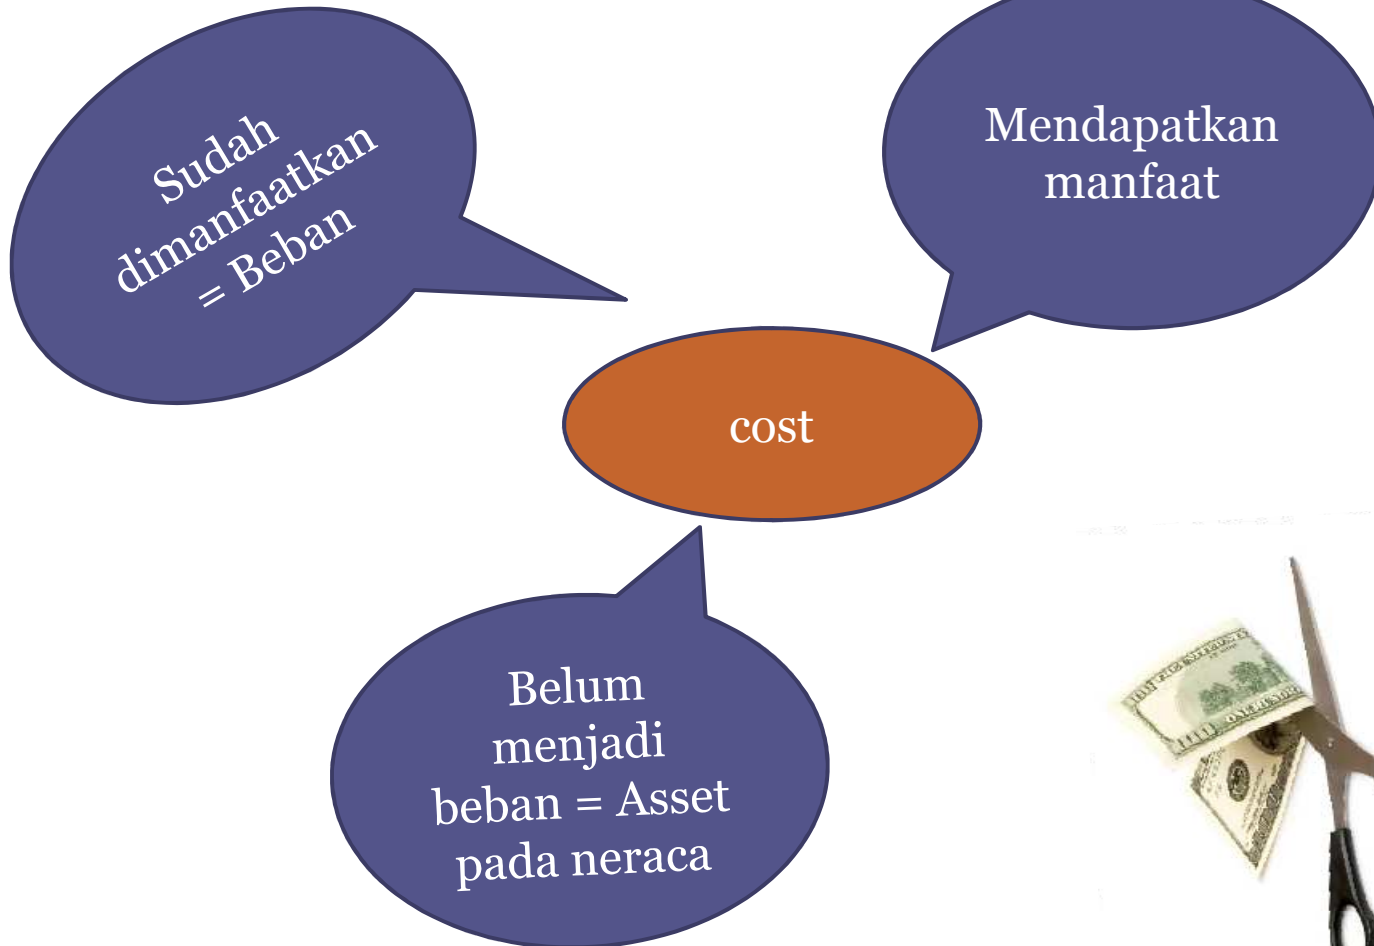 Sudah
dimanfaatkan
= Beban
Mendapatkan
manfaat
cost
Belum
menjadi
beban = Asset
pada neraca